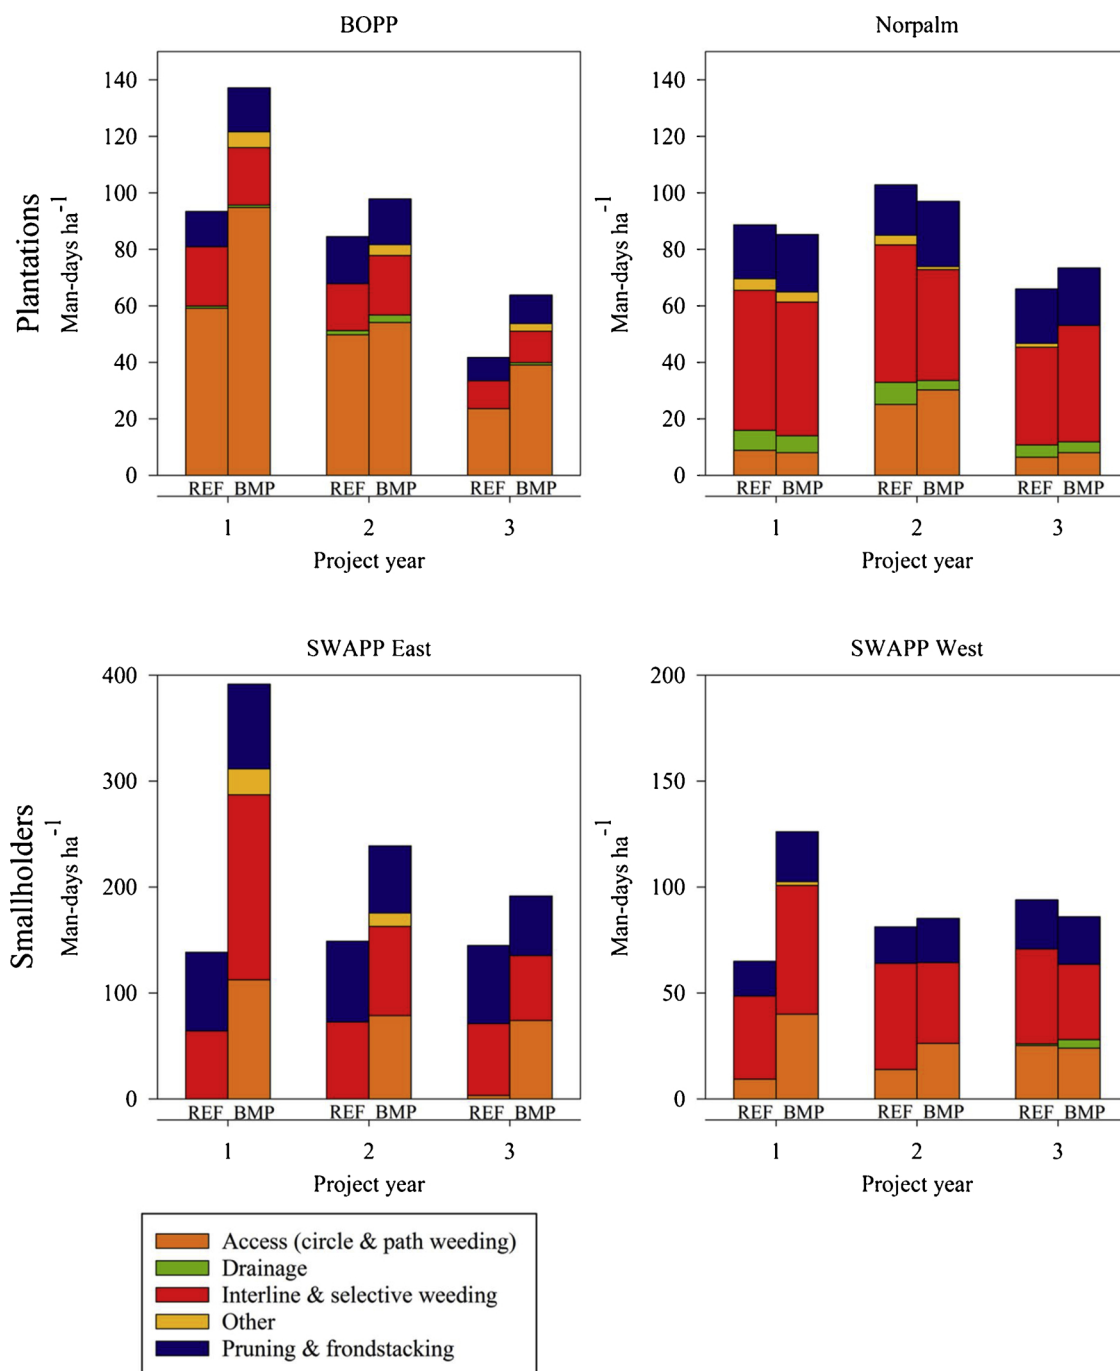 BOPP
Plantations
Man-days ha-1
140
120
100
80
60
40
20
0
REF BMP REF BMP REF BMP
1 2 3
Project year
Norpalm
Man-days ha-1
140
120
100
80
60
40
20
0
REF BMP REF BMP REF BMP
1 2 3
Project year
SWAPP East
Smallholders
Man-days ha-1
400
300
200
100
0
REF BMP REF BMP REF BMP
1 2 3
Project year
SWAPP West
Man-days ha-1
200
150
100
50
0
REF BMP REF BMP REF BMP
1 2 3
Project year
Access (circle & path weeding)
Drainage
Interline & selective weeding
Other
Pruning & frondstacking